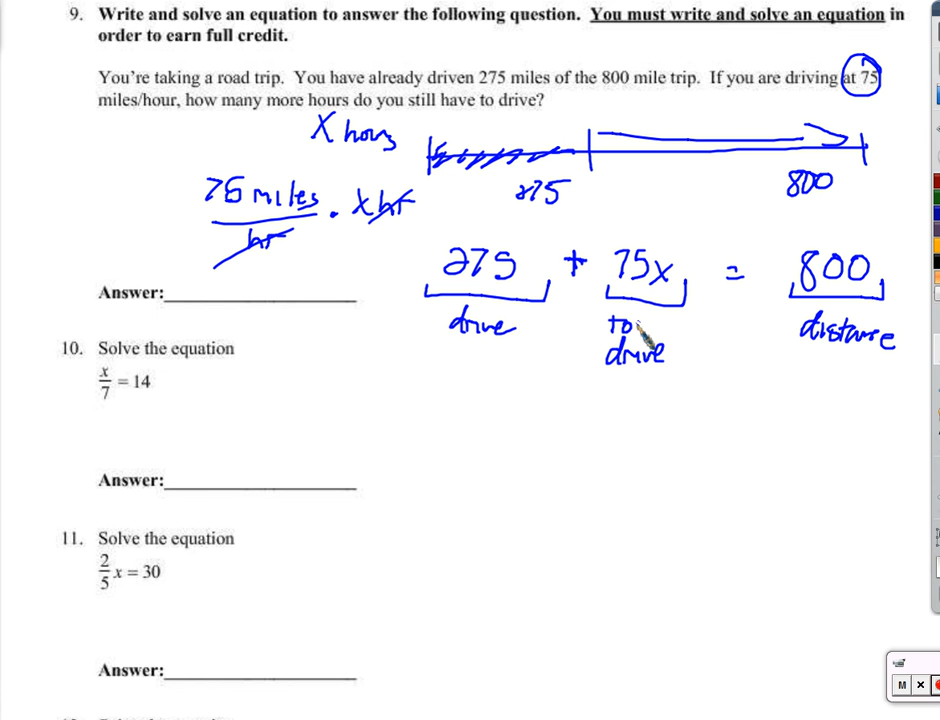 9. Write and solve an equation to answer the following question. You must write and solve an equation in
order to earn full credit.
You're taking a road trip. You have already driven 275 miles of the 800 mile trip. If you are driving at 75
miles/hour, how many more hours do you still have to drive?
X hours
275
800
75 miles
hr
. x hr
275 + 75x = 800
drive
to
drive
distance
Answer:
10. Solve the equation
x
7
= 14
Answer:
11. Solve the equation
2
5
x = 30
Answer:
M